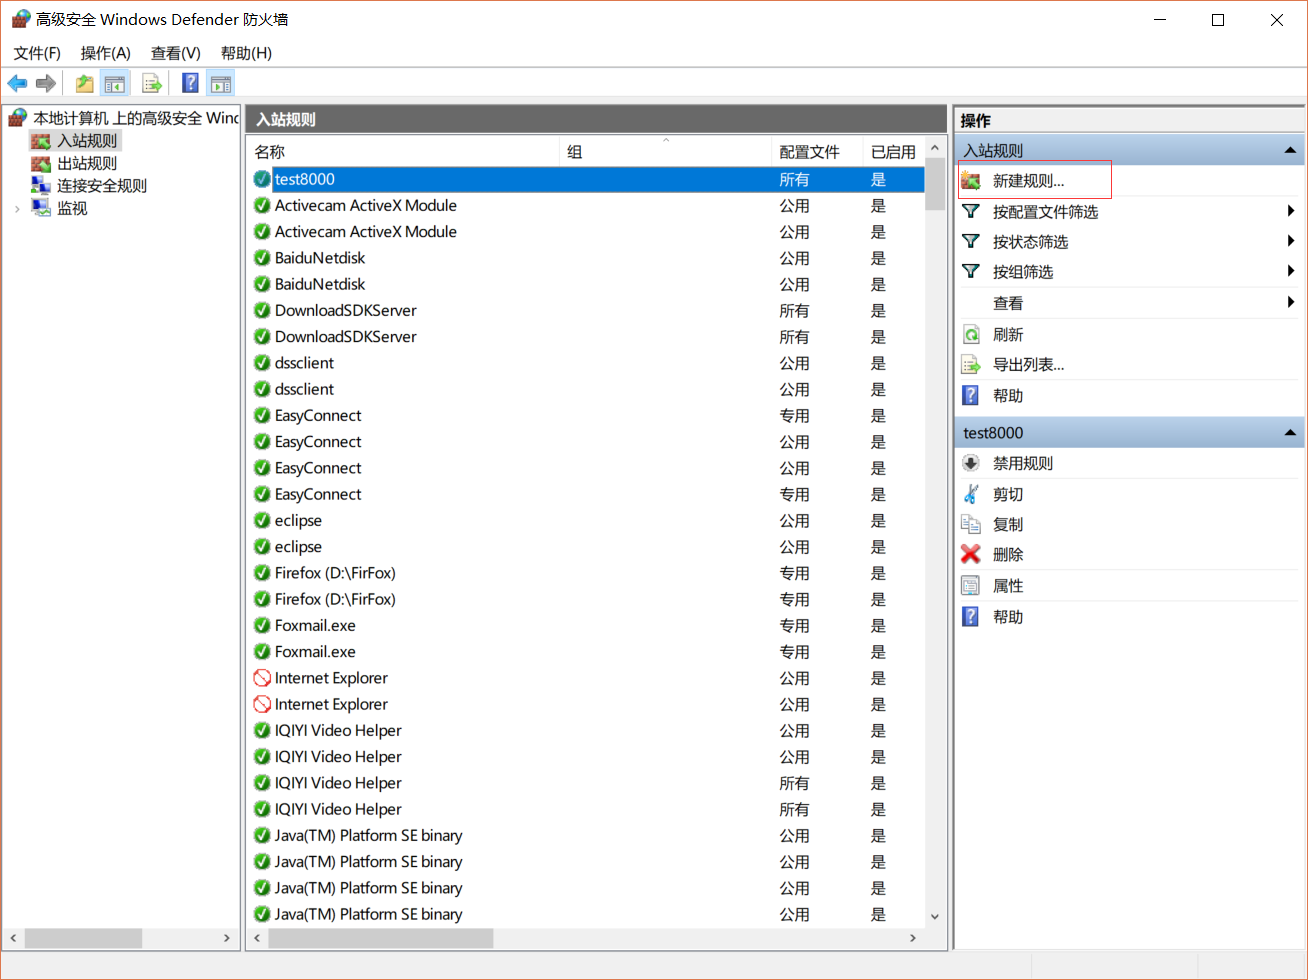 高级安全 Windows Defender 防火墙
文件(F) 操作(A) 查看(V) 帮助(H)
本地计算机 上的高级安全 Wind
入站规则
出站规则
连接安全规则
监视
入站规则
名称 组 配置文件 已启用
test8000 所有 是
Activecam ActiveX Module 公用 是
Activecam ActiveX Module 公用 是
BaiduNetdisk 公用 是
BaiduNetdisk 公用 是
DownloadSDKServer 所有 是
DownloadSDKServer 所有 是
dssclient 公用 是
dssclient 公用 是
EasyConnect 专用 是
EasyConnect 公用 是
EasyConnect 公用 是
EasyConnect 专用 是
eclipse 公用 是
eclipse 公用 是
Firefox (D:\FirFox) 专用 是
Firefox (D:\FirFox) 专用 是
Foxmail.exe 专用 是
Foxmail.exe 专用 是
Internet Explorer 公用 是
Internet Explorer 公用 是
IQIYI Video Helper 公用 是
IQIYI Video Helper 公用 是
IQIYI Video Helper 所有 是
IQIYI Video Helper 所有 是
Java(TM) Platform SE binary 公用 是
Java(TM) Platform SE binary 公用 是
Java(TM) Platform SE binary 公用 是
Java(TM) Platform SE binary 公用 是
操作
入站规则
新建规则...
按配置文件筛选
按状态筛选
按组筛选
查看
刷新
导出列表...
帮助
test8000
禁用规则
剪切
复制
删除
属性
帮助